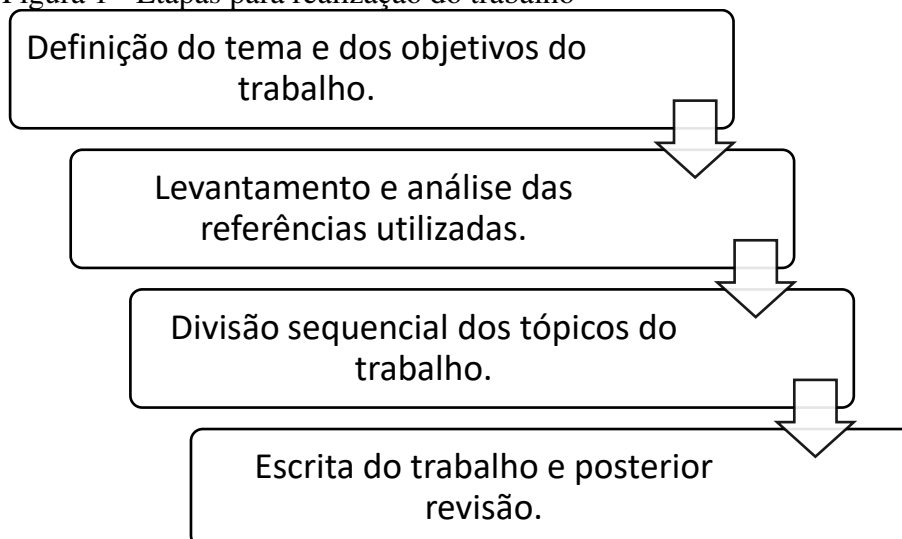 Figura 1 - Etapas para realização do trabalho
Definição do tema e dos objetivos do
trabalho.
Levantamento e análise das
referências utilizadas.
Divisão sequencial dos tópicos do
trabalho.
Escrita do trabalho e posterior
revisão.